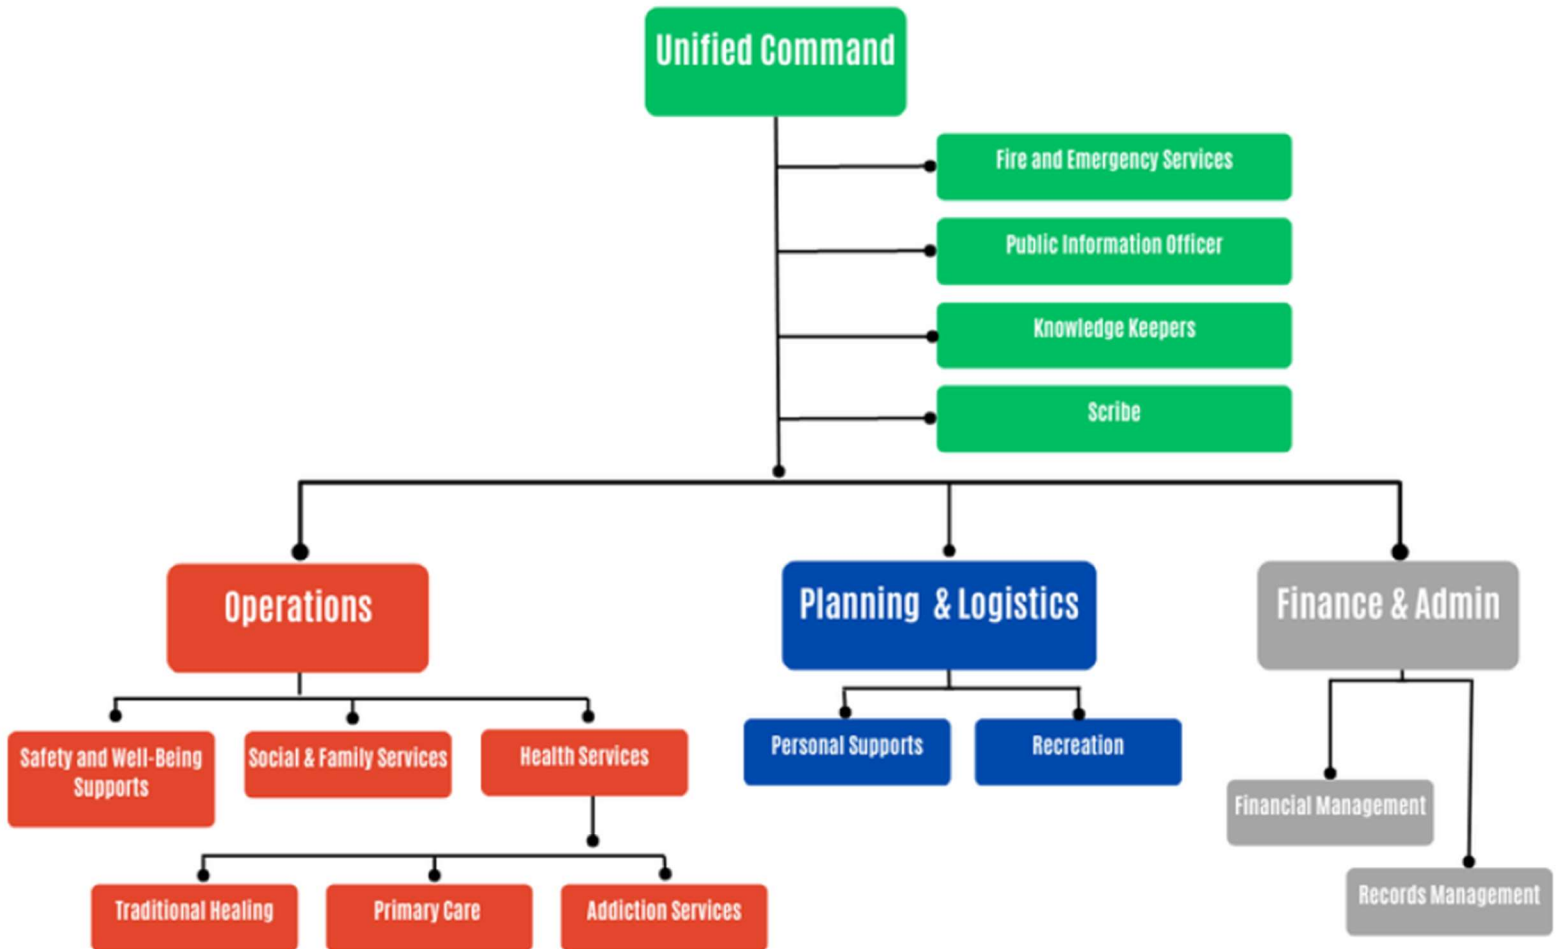 Unified Command
Fire and Emergency Services
Public Information Officer
Knowledge Keepers
Scribe
Operations
Planning & Logistics
Finance & Admin
Safety and Well-Being
Supports
Social & Family Services
Health Services
Personal Supports
Recreation
Financial Management
Records Management
Traditional Healing
Primary Care
Addiction Services